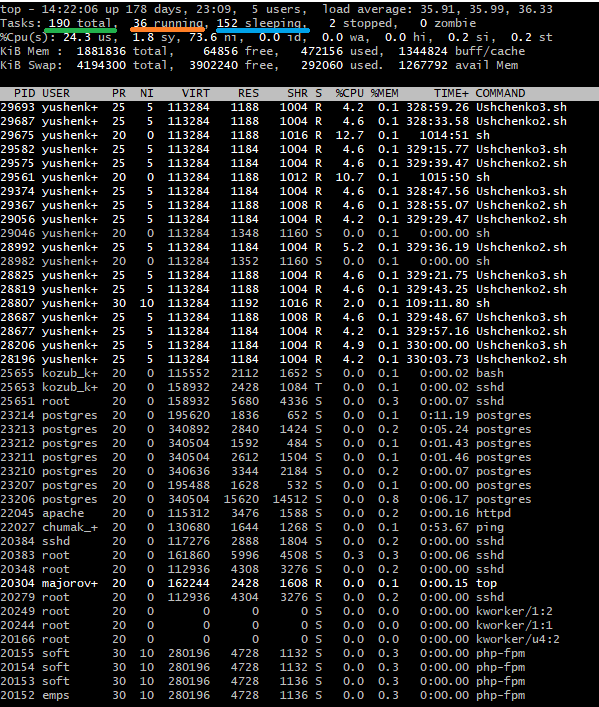 top - 14:22:06 up 178 days, 23:09,  5 users,  load average: 35.91, 35.99, 36.33
Tasks: 190 total,  36 running, 152 sleeping,   2 stopped,   0 zombie
%Cpu(s): 24.3 us,  1.8 sy, 73.6 ni,  0.0 id,  0.0 wa,  0.0 hi,  0.2 si,  0.2 st
KiB Mem :  1881836 total,    64856 free,   472156 used,  1344824 buff/cache
KiB Swap:  4194300 total,  3902240 free,   292060 used.  1267792 avail Mem
PID USER      PR  NI    VIRT    RES    SHR S  %CPU %MEM     TIME+ COMMAND
29693 yushenk+  25   5  113284   1188   1004 R   4.2  0.1 328:59.26 Ushchenko3.sh
29687 yushenk+  25   5  113284   1188   1004 R   4.6  0.1 328:33.58 Ushchenko2.sh
29675 yushenk+  20   0  113284   1188   1016 R  12.7  0.1   1014:51 sh
29582 yushenk+  25   5  113284   1184   1004 R   4.6  0.1 329:15.77 Ushchenko3.sh
29575 yushenk+  25   5  113284   1184   1004 R   4.6  0.1 329:39.47 Ushchenko2.sh
29561 yushenk+  20   0  113284   1188   1012 R  10.7  0.1   1015:50 sh
29374 yushenk+  25   5  113284   1188   1004 R   4.6  0.1 328:47.56 Ushchenko3.sh
29367 yushenk+  25   5  113284   1188   1008 R   4.6  0.1 328:55.07 Ushchenko2.sh
29056 yushenk+  25   5  113284   1184   1004 R   4.2  0.1 329:29.47 Ushchenko3.sh
29046 yushenk+  20   0  113284   1348   1160 S   0.0  0.1   0:00.00 sh
28992 yushenk+  25   5  113284   1184   1004 R   5.2  0.1 329:36.19 Ushchenko2.sh
28982 yushenk+  20   0  113284   1352   1160 S   0.0  0.1   0:00.00 sh
28825 yushenk+  25   5  113284   1188   1004 R   4.6  0.1 329:21.75 Ushchenko3.sh
28819 yushenk+  25   5  113284   1188   1004 R   4.6  0.1 329:43.25 Ushchenko2.sh
28807 yushenk+  30  10  113284   1192   1016 R   2.0  0.1 109:11.80 sh
28687 yushenk+  25   5  113284   1188   1008 R   4.6  0.1 329:48.67 Ushchenko3.sh
28677 yushenk+  25   5  113284   1184   1004 R   4.2  0.1 329:57.16 Ushchenko2.sh
28206 yushenk+  25   5  113284   1184   1004 R   4.9  0.1 330:00.00 Ushchenko3.sh
28196 yushenk+  25   5  113284   1184   1004 R   4.2  0.1 330:03.73 Ushchenko2.sh
25655 kozub_k+  20   0  115552   2112   1652 S   0.0  0.1   0:00.02 bash
25653 kozub_k+  20   0  158932   2428   1084 T   0.0  0.1   0:00.02 sshd
25651 root      20   0  158932   5680   4336 S   0.0  0.3   0:00.07 sshd
23214 postgres  20   0  195620   1836    652 S   0.0  0.1   0:11.19 postgres
23213 postgres  20   0  340892   2840   1424 S   0.0  0.2   0:05.24 postgres
23212 postgres  20   0  340504   1592    484 S   0.0  0.1   0:01.43 postgres
23211 postgres  20   0  340504   2612   1504 S   0.0  0.1   0:01.46 postgres
23210 postgres  20   0  340636   3344   2184 S   0.0  0.2   0:00.07 postgres
23207 postgres  20   0  195488   1628    532 S   0.0  0.1   0:00.00 postgres
23206 postgres  20   0  340504  15620  14512 S   0.0  0.8   0:06.17 postgres
22045 apache    20   0  115312   3476   1588 S   0.0  0.2   0:00.16 httpd
22027 chumak_+  20   0  130680   1644   1268 S   0.0  0.1   0:53.67 ping
20384 sshd      20   0  117276   2888   1804 S   0.0  0.2   0:00.00 sshd
20383 root      20   0  161860   5996   4508 S   0.3  0.3   0:00.06 sshd
20348 root      20   0  112936   4308   3276 S   0.0  0.2   0:00.00 sshd
20304 majorov+  20   0  162244   2428   1608 R   0.0  0.1   0:00.15 top
20279 root      20   0  112936   4304   3276 S   0.0  0.2   0:00.00 sshd
20249 root      20   0       0      0      0 S   0.0  0.0   0:00.00 kworker/1:2
20244 root      20   0       0      0      0 S   0.0  0.0   0:00.00 kworker/1:1
20166 root      20   0       0      0      0 S   0.0  0.0   0:00.00 kworker/u4:2
20155 soft      30  10  280196   4728   1132 S   0.0  0.3   0:00.00 php-fpm
20154 soft      30  10  280196   4728   1132 S   0.0  0.3   0:00.00 php-fpm
20153 soft      30  10  280196   4728   1136 S   0.0  0.3   0:00.00 php-fpm
20152 emps      30  10  280196   4728   1136 S   0.0  0.3   0:00.00 php-fpm